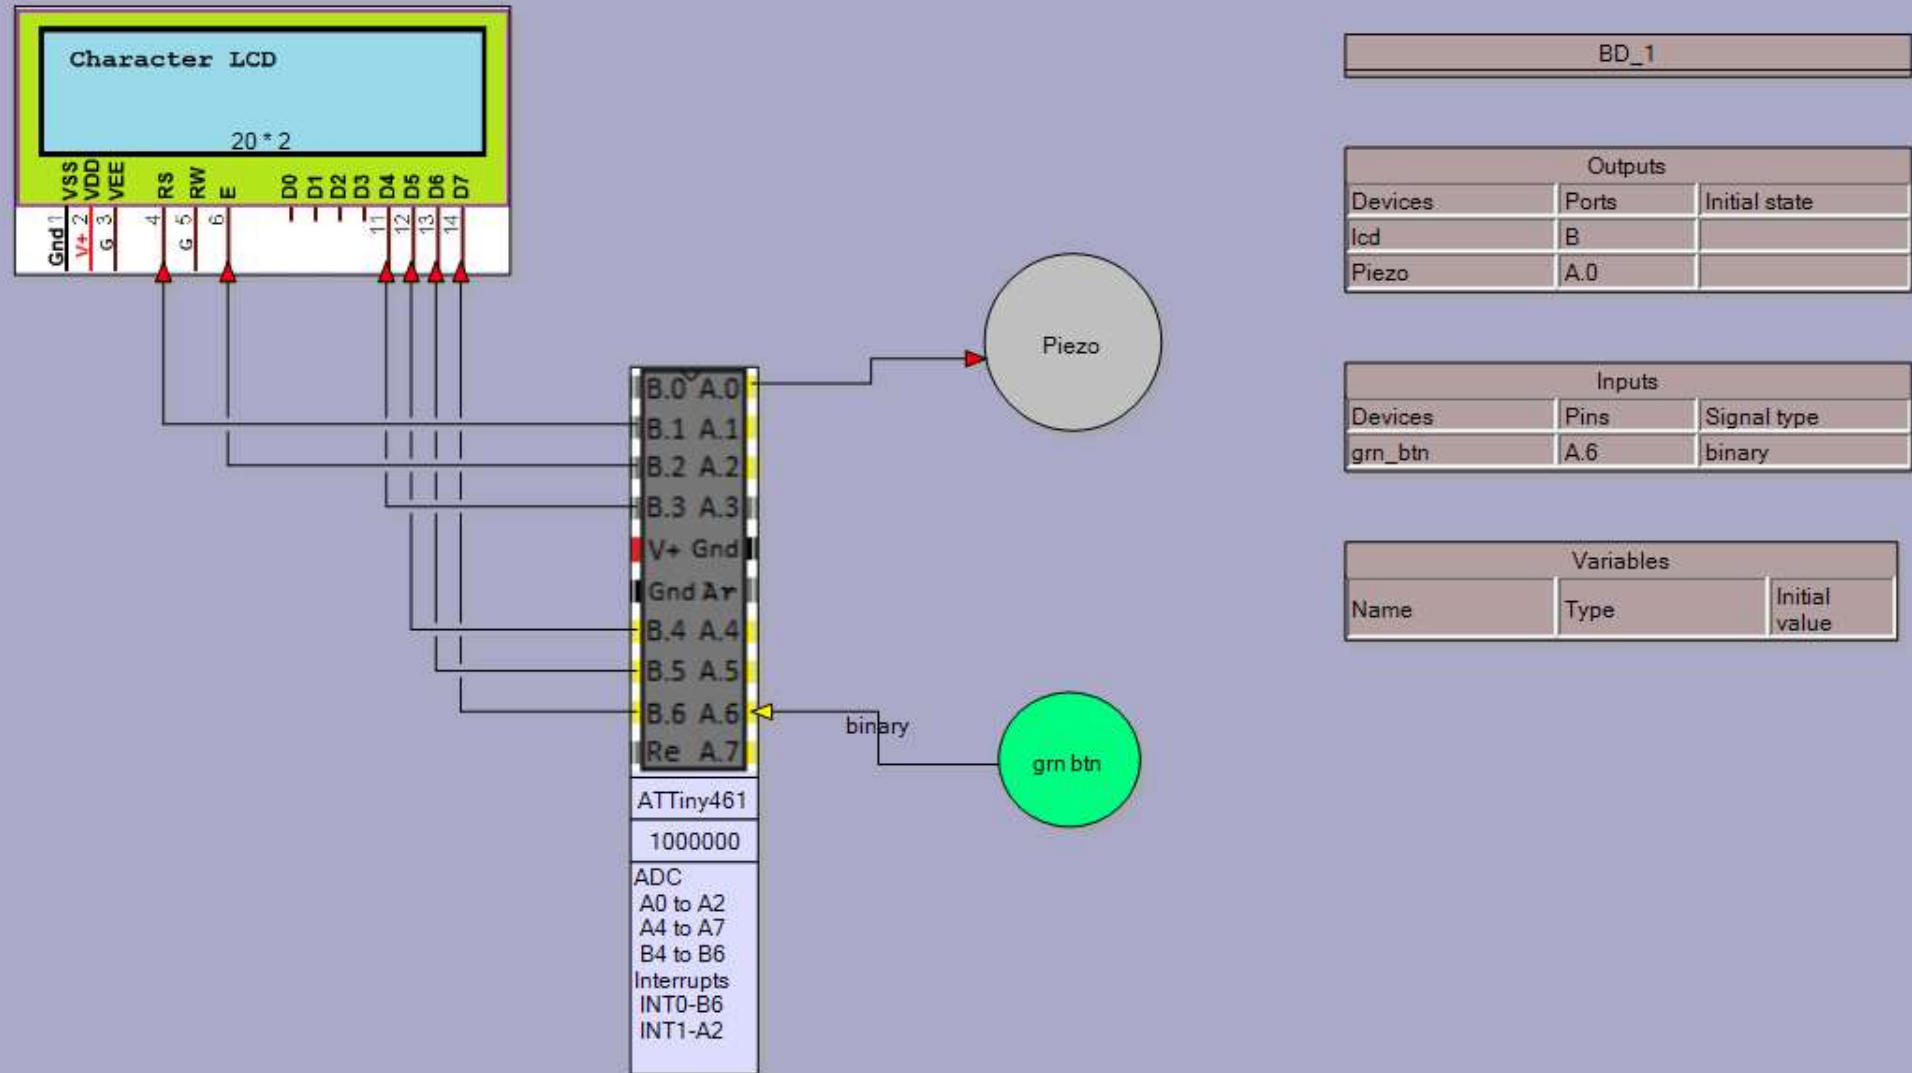 Character LCD
20 * 2
VSS VDD VEE RS RW E D0 D1 D2 D3 D4 D5 D6 D7
Gnd 1 V+ 2 G 3 4 G 5 6 11 12 13 14
B.0 A.0
B.1 A.1
B.2 A.2
B.3 A.3
V+ Gnd
Gnd Ar
B.4 A.4
B.5 A.5
B.6 A.6
Re A.7
ATTiny461
1000000
ADC
A0 to A2
A4 to A7
B4 to B6
Interrupts
INT0-B6
INT1-A2
Piezo
binary
grn btn
BD_1
Outputs
Devices Ports Initial state
lcd B
Piezo A.0
Inputs
Devices Pins Signal type
grn_btn A.6 binary
Variables
Name Type Initial
value